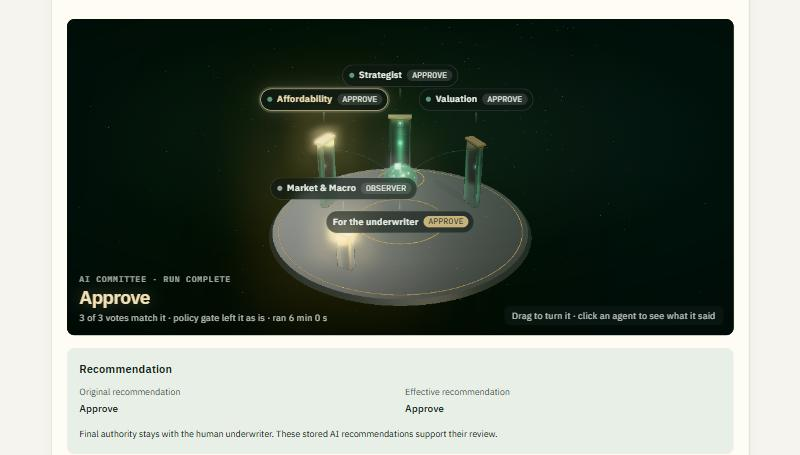 Strategist APPROVE
Affordability APPROVE
Valuation APPROVE
Market & Macro OBSERVER
For the underwriter APPROVE
AI COMMITTEE · RUN COMPLETE
Approve
3 of 3 votes match it · policy gate left it as is · ran 6 min 0 s
Drag to turn it · click an agent to see what it said
Recommendation
Original recommendation
Effective recommendation
Approve
Approve
Final authority stays with the human underwriter. These stored AI recommendations support their review.